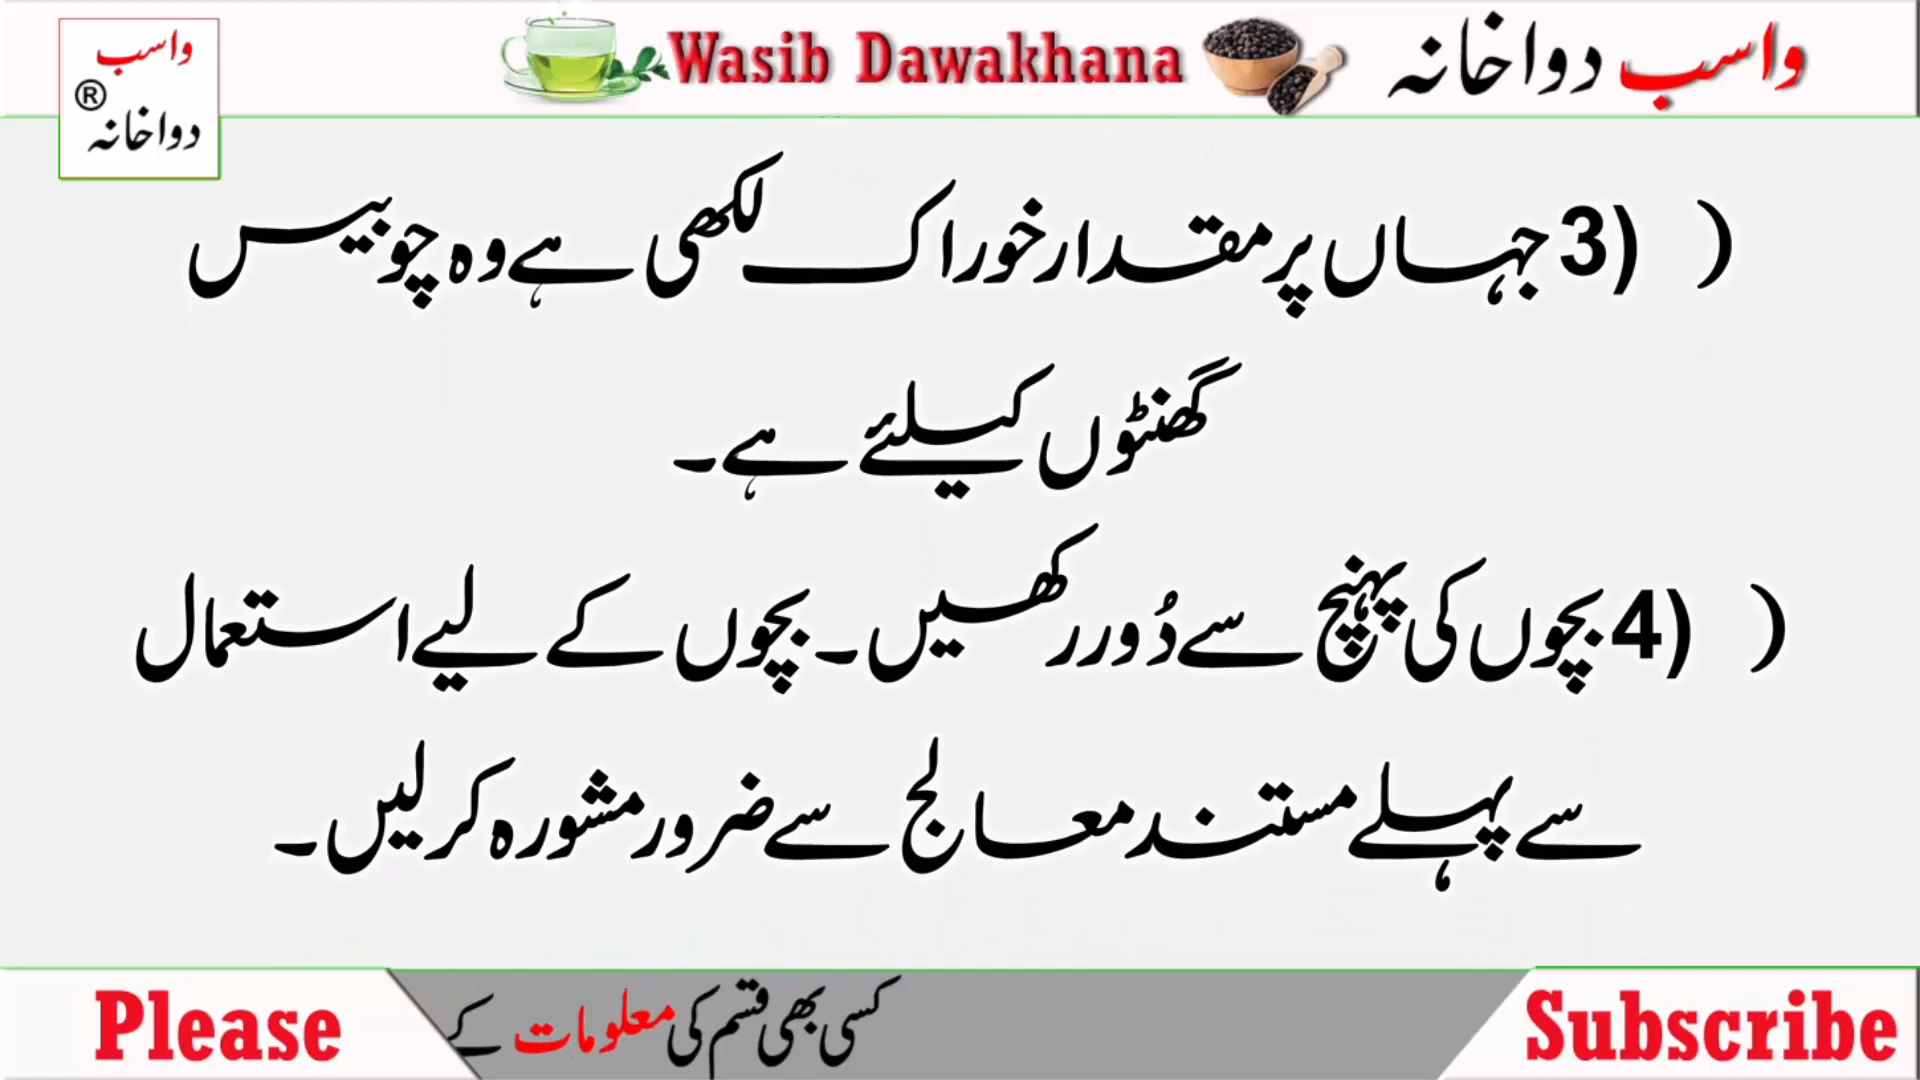 واسب
®
دواخانہ
Wasib Dawakhana
واسب دواخانہ
( (3 جہاں پر مقدار خوراک لکھی ہے وہ چوبیس
گھنٹوں کیلئے ہے۔
( (4 بچوں کی پہنچ سے دُور رکھیں۔ بچوں کے لیے استعمال
سے پہلے مستند معالج سے ضرور مشورہ کرلیں۔
Please
کسی بھی قسم کی معلومات کے
Subscribe